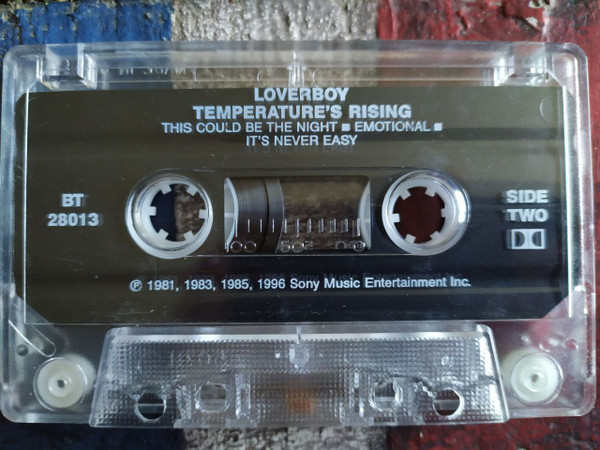 LOVERBOY
TEMPERATURE'S RISING
THIS COULD BE THE NIGHT ■ EMOTIONAL ■
IT'S NEVER EASY
BT
28013
SIDE
TWO
℗ 1981, 1983, 1985, 1996 Sony Music Entertainment Inc.